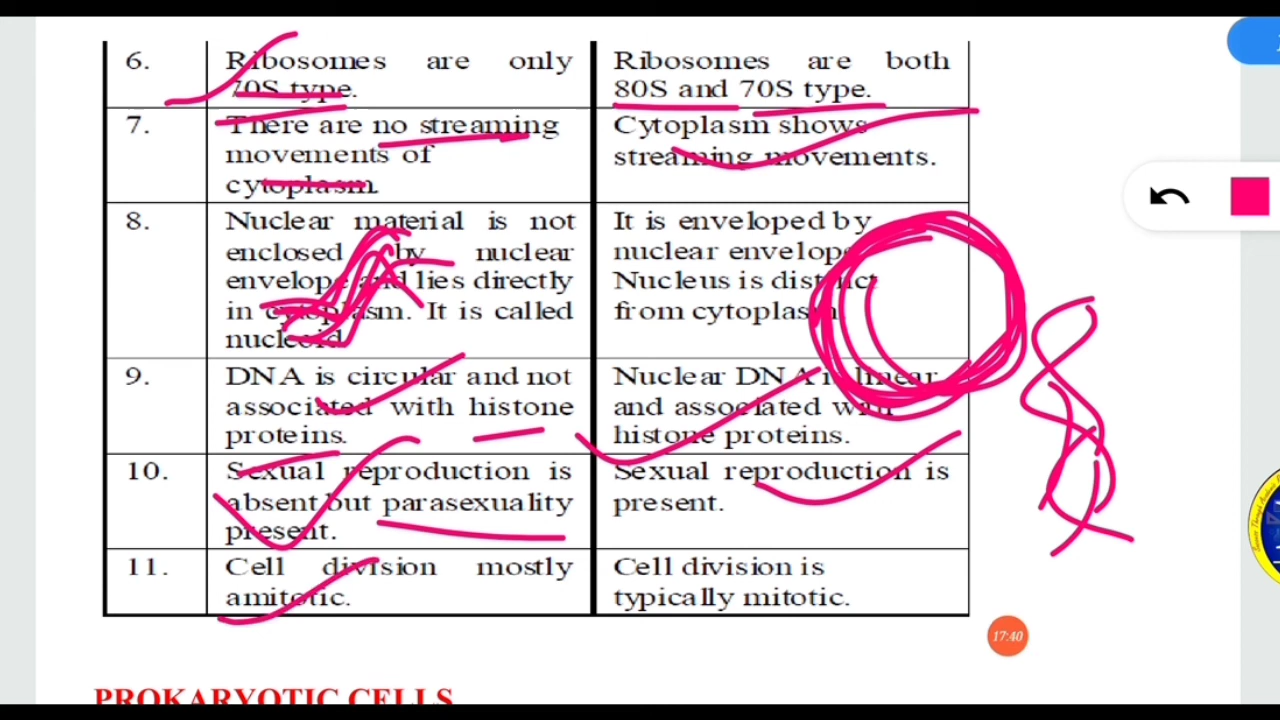 6. Ribosomes are only Ribosomes are both
70S type. 80S and 70S type.
7. There are no streaming Cytoplasm shows
movements of streaming movements.
cytoplasm.
8. Nuclear material is not It is enveloped by
enclosed by nuclear nuclear envelope
envelope and lies directly Nucleus is distinct
in cytoplasm. It is called from cytoplasm.
nucleoid.
9. DNA is circular and not Nuclear DNA is linear
associated with histone and associated with
proteins. histone proteins.
10. Sexual reproduction is Sexual reproduction is
absent but parasexuality present.
present.
11. Cell division mostly Cell division is
amitotic. typically mitotic.
17:40
PROKARYOTIC CELLS